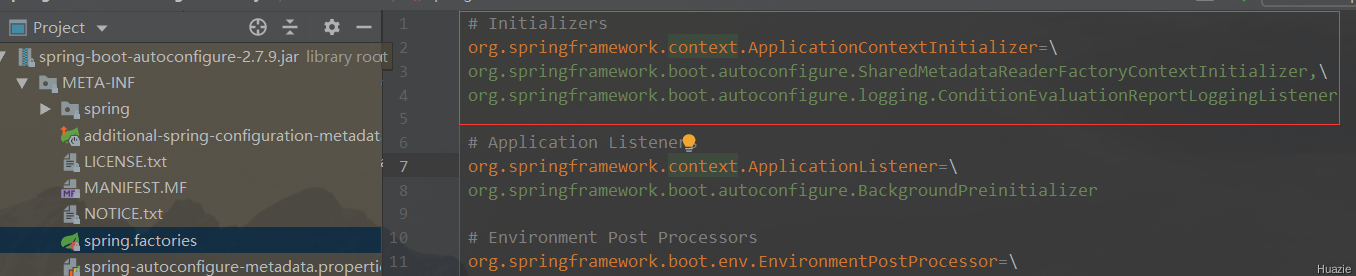 Project
spring-boot-autoconfigure-2.7.9.jar library root
META-INF
spring
additional-spring-configuration-metadat
LICENSE.txt
MANIFEST.MF
NOTICE.txt
spring.factories
spring-autoconfigure-metadata.properti
1 # Initializers
2 org.springframework.context.ApplicationContextInitializer=\
3 org.springframework.boot.autoconfigure.SharedMetadataReaderFactoryContextInitializer,\
4 org.springframework.boot.autoconfigure.logging.ConditionEvaluationReportLoggingListener
5
6 # Application Listeners
7 org.springframework.context.ApplicationListener=\
8 org.springframework.boot.autoconfigure.BackgroundPreinitializer
9
10 # Environment Post Processors
11 org.springframework.boot.env.EnvironmentPostProcessor=\
Huazie